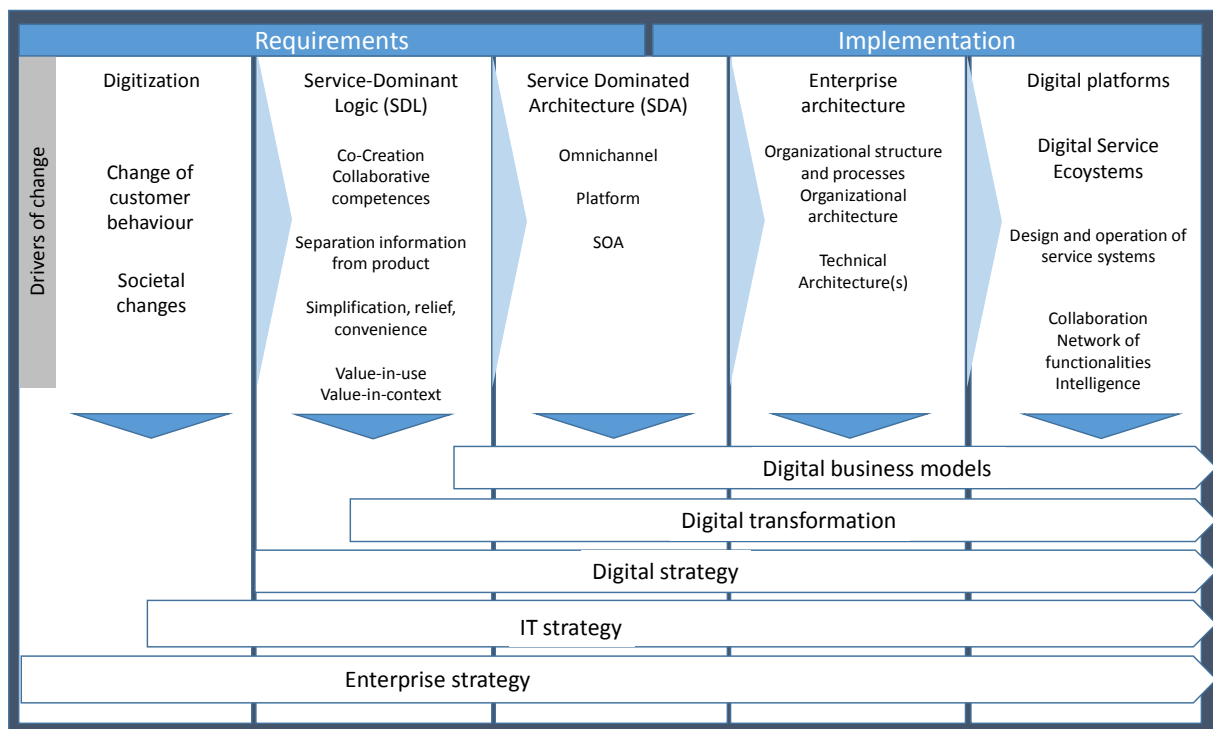 Requirements
Implementation
Drivers of change
Digitization
Change of
customer
behaviour
Societal
changes
Service-Dominant
Logic (SDL)
Co-Creation
Collaborative
competences
Separation information
from product
Simplification, relief,
convenience
Value-in-use
Value-in-context
Service Dominated
Architecture (SDA)
Omnichannel
Platform
SOA
Enterprise
architecture
Organizational structure
and processes
Organizational
architecture
Technical
Architecture(s)
Digital platforms
Digital Service
Ecoystems
Design and operation of
service systems
Collaboration
Network of
functionalities
Intelligence
Digital business models
Digital transformation
Digital strategy
IT strategy
Enterprise strategy